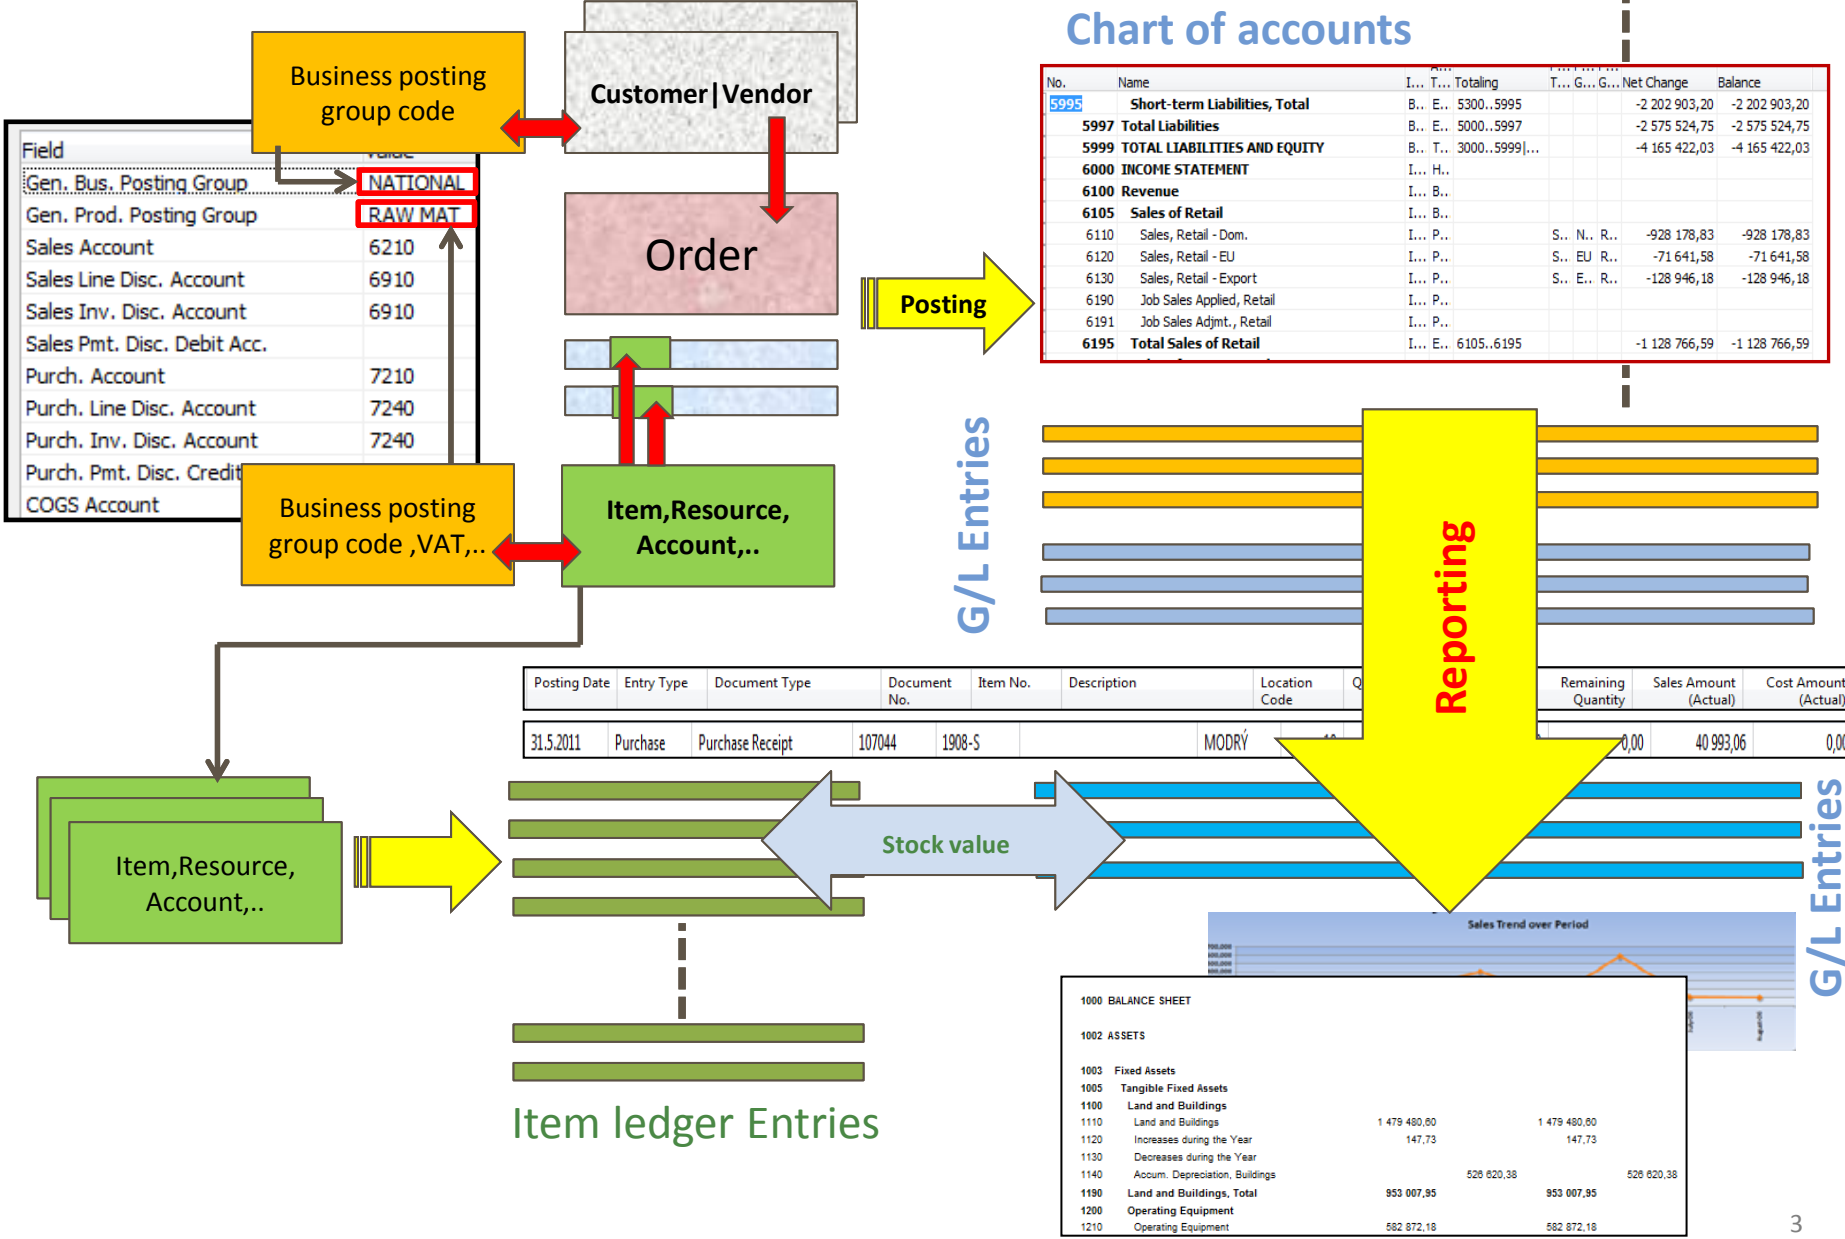 Chart of accounts
Business posting
group code
Customer|Vendor
Field
Gen. Bus. Posting Group NATIONAL
Gen. Prod. Posting Group RAW MAT
Sales Account 6210
Sales Line Disc. Account 6910
Sales Inv. Disc. Account 6910
Sales Pmt. Disc. Debit Acc.
Purch. Account 7210
Purch. Line Disc. Account 7240
Purch. Inv. Disc. Account 7240
Purch. Pmt. Disc. Credit
COGS Account
Order
Posting
No. Name I... T... Totaling T... G... G... Net Change Balance
5995 Short-term Liabilities, Total B.. E.. 5300..5995 -2 202 903,20 -2 202 903,20
5997 Total Liabilities B.. E.. 5000..5997 -2 575 524,75 -2 575 524,75
5999 TOTAL LIABILITIES AND EQUITY B.. T.. 3000..5999|... -4 165 422,03 -4 165 422,03
6000 INCOME STATEMENT I... H..
6100 Revenue I... B..
6105 Sales of Retail I... B..
6110 Sales, Retail - Dom. I... P... S.. N.. R.. -928 178,83 -928 178,83
6120 Sales, Retail - EU I... P... S.. EU R.. -71 641,58 -71 641,58
6130 Sales, Retail - Export I... P... S.. E.. R.. -128 946,18 -128 946,18
6190 Job Sales Applied, Retail I... P...
6191 Job Sales Adjmt., Retail I... P...
6195 Total Sales of Retail I... E.. 6105..6195 -1 128 766,59 -1 128 766,59
G/L Entries
Business posting
group code ,VAT,..
Item,Resource,
Account,..
Reporting
Posting Date Entry Type Document Type Document No. Item No. Description Location Code Q Remaining Quantity Sales Amount (Actual) Cost Amount (Actual)
31.5.2011 Purchase Purchase Receipt 107044 1908-S MODRÝ 0,00 40 993,06 0,00
Item,Resource,
Account,..
Stock value
G/L Entries
Sales Trend over Period
1000 BALANCE SHEET
1002 ASSETS
1003 Fixed Assets
1005 Tangible Fixed Assets
1100 Land and Buildings
1110 Land and Buildings 1 479 480,60 1 479 480,60
1120 Increases during the Year 147,73 147,73
1130 Decreases during the Year
1140 Accum. Depreciation, Buildings 526 620,38 526 620,38
1190 Land and Buildings, Total 953 007,95 953 007,95
1200 Operating Equipment
1210 Operating Equipment 582 872,18 582 872,18
Item ledger Entries
3